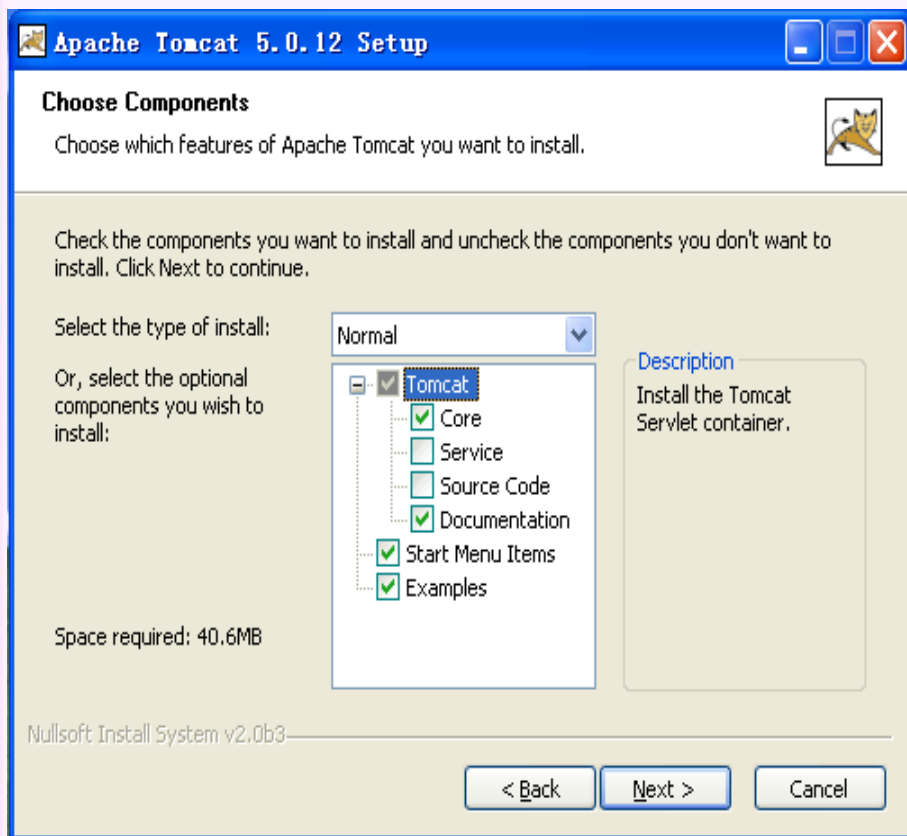 Apache Tomcat 5.0.12 Setup
Choose Components
Choose which features of Apache Tomcat you want to install.
Check the components you want to install and uncheck the components you don't want to
install. Click Next to continue.
Select the type of install:
Normal
Or, select the optional
components you wish to
install:
Tomcat
Core
Service
Source Code
Documentation
Start Menu Items
Examples
Description
Install the Tomcat
Servlet container.
Space required: 40.6MB
Nullsoft Install System v2.0b3
< Back
Next >
Cancel